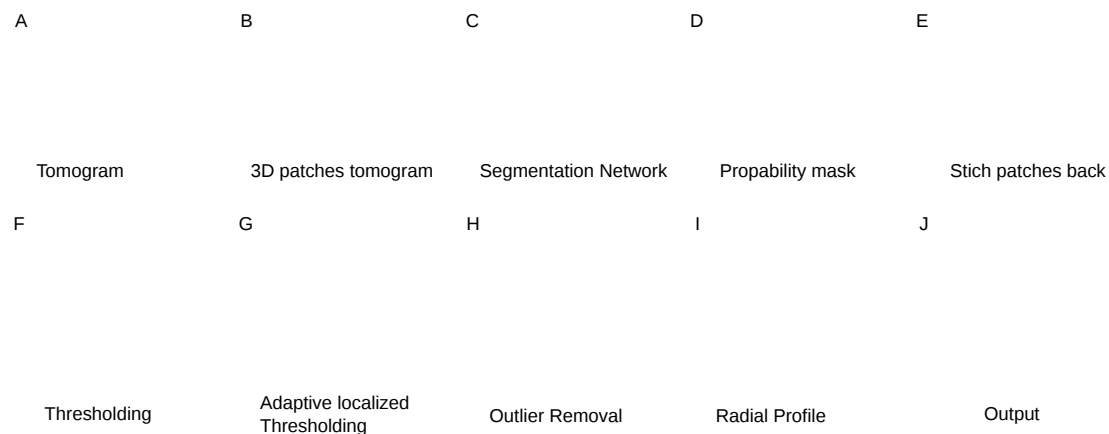 A
B
C
D
E
Tomogram
3D patches tomogram
Segmentation Network
Propability mask
Stich patches back
F
G
H
I
J
Thresholding
Adaptive localized
Thresholding
Outlier Removal
Radial Profile
Output